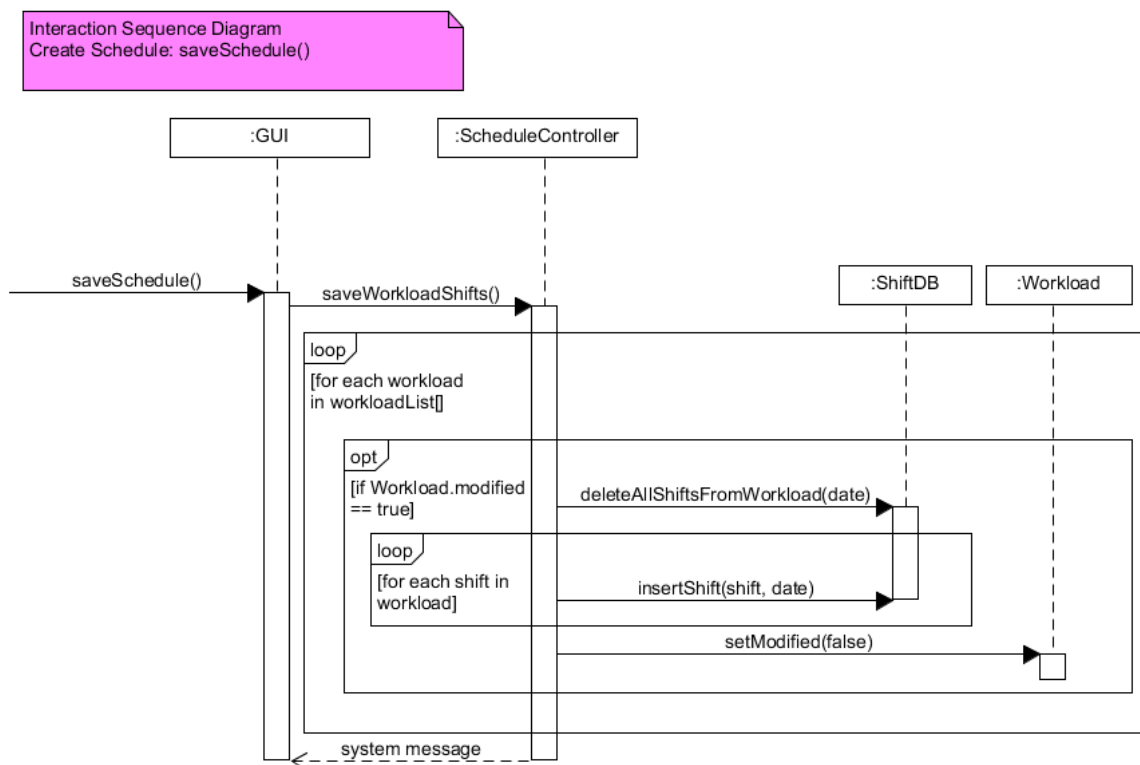 Interaction Sequence Diagram
Create Schedule: saveSchedule()
:GUI
:ScheduleController
:ShiftDB
:Workload
saveSchedule()
saveWorkloadShifts()
loop
[for each workload
in workloadList[]
opt
[if Workload.modified
== true]
deleteAllShiftsFromWorkload(date)
loop
[for each shift in
workload]
insertShift(shift, date)
setModified(false)
system message